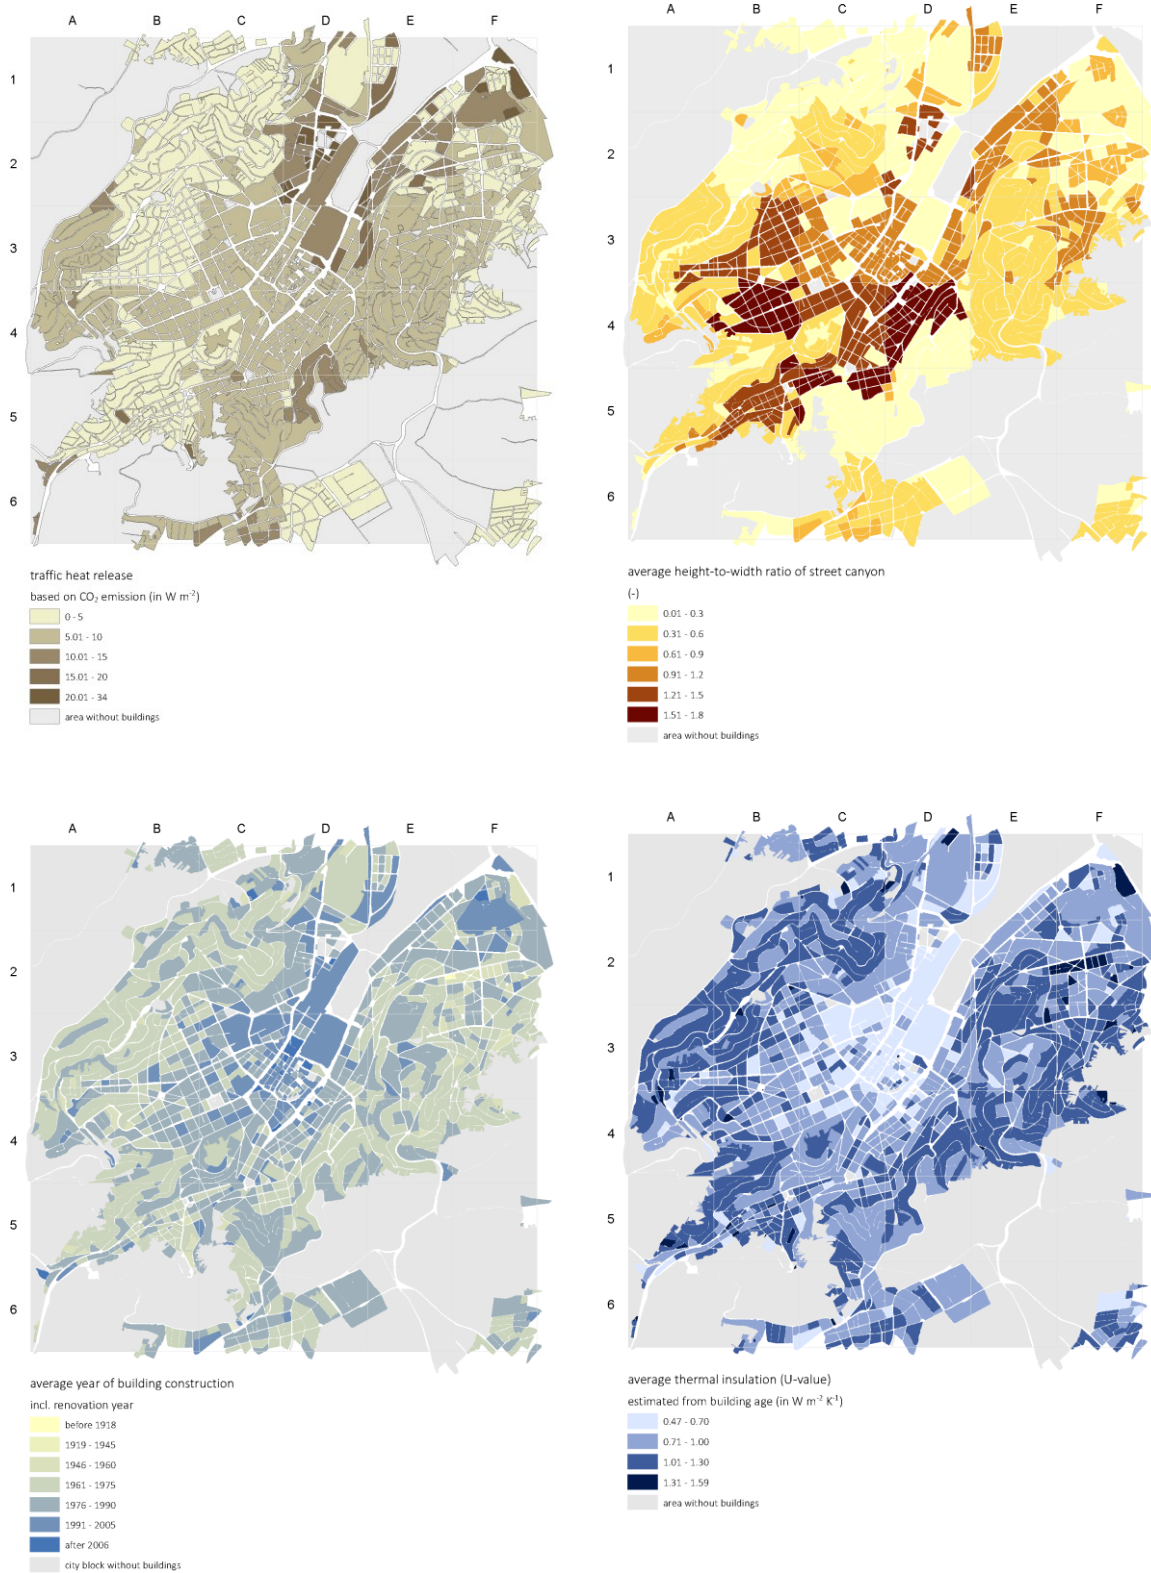 A B C D E F
1
2
3
4
5
6
traffic heat release
based on CO₂ emission (in W m⁻²)
0 - 5
5.01 - 10
10.01 - 15
15.01 - 20
20.01 - 34
area without buildings
A B C D E F
1
2
3
4
5
6
average height-to-width ratio of street canyon
(-)
0.01 - 0.3
0.31 - 0.6
0.61 - 0.9
0.91 - 1.2
1.21 - 1.5
1.51 - 1.8
area without buildings
A B C D E F
1
2
3
4
5
6
average year of building construction
incl. renovation year
before 1918
1919 - 1945
1946 - 1960
1961 - 1975
1976 - 1990
1991 - 2005
after 2006
city block without buildings
A B C D E F
1
2
3
4
5
6
average thermal insulation (U-value)
estimated from building age (in W m⁻² K⁻¹)
0.47 - 0.70
0.71 - 1.00
1.01 - 1.30
1.31 - 1.59
area without buildings